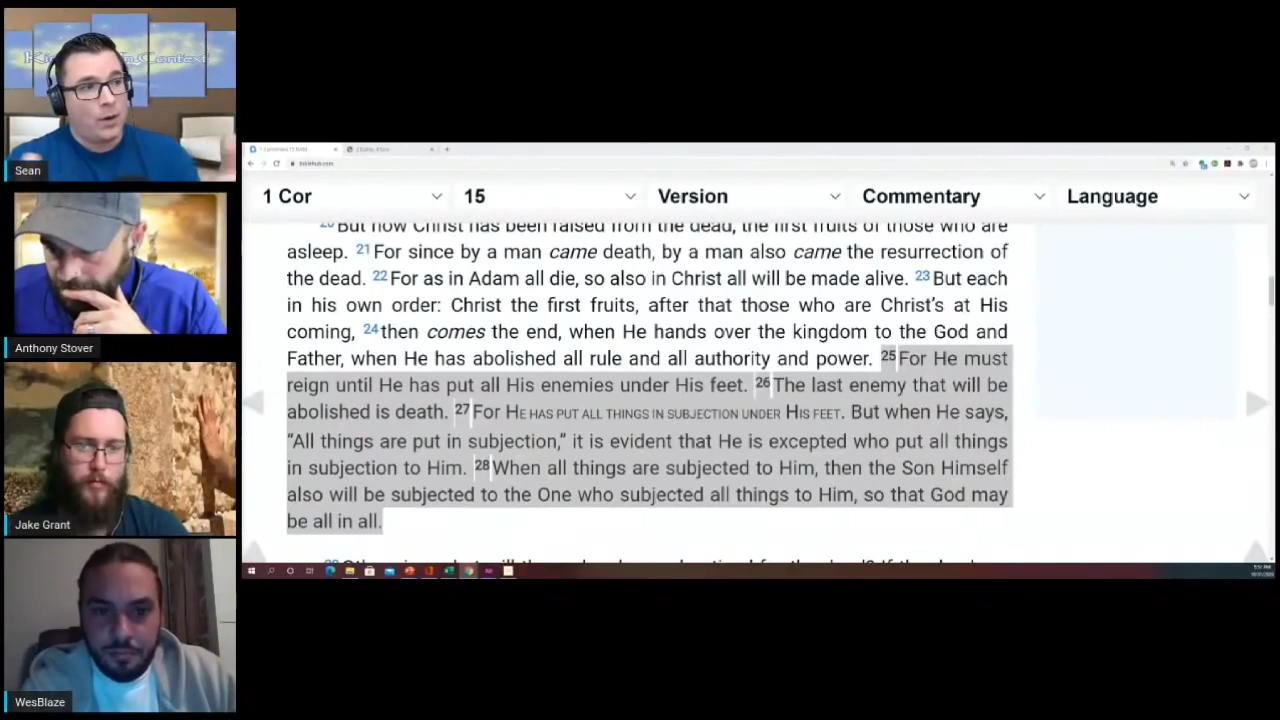 Sean
Anthony Stover
Jake Grant
WesBlaze
biblehub.com
1 Cor
15
Version
Commentary
Language
20 But now Christ has been raised from the dead, the first fruits of those who are
asleep. 21 For since by a man came death, by a man also came the resurrection of
the dead. 22 For as in Adam all die, so also in Christ all will be made alive. 23 But each
in his own order: Christ the first fruits, after that those who are Christ's at His
coming, 24 then comes the end, when He hands over the kingdom to the God and
Father, when He has abolished all rule and all authority and power. 25 For He must
reign until He has put all His enemies under His feet. 26 The last enemy that will be
abolished is death. 27 For HE HAS PUT ALL THINGS IN SUBJECTION UNDER HIS FEET. But when He says,
“All things are put in subjection,” it is evident that He is excepted who put all things
in subjection to Him. 28 When all things are subjected to Him, then the Son Himself
also will be subjected to the One who subjected all things to Him, so that God may
be all in all.